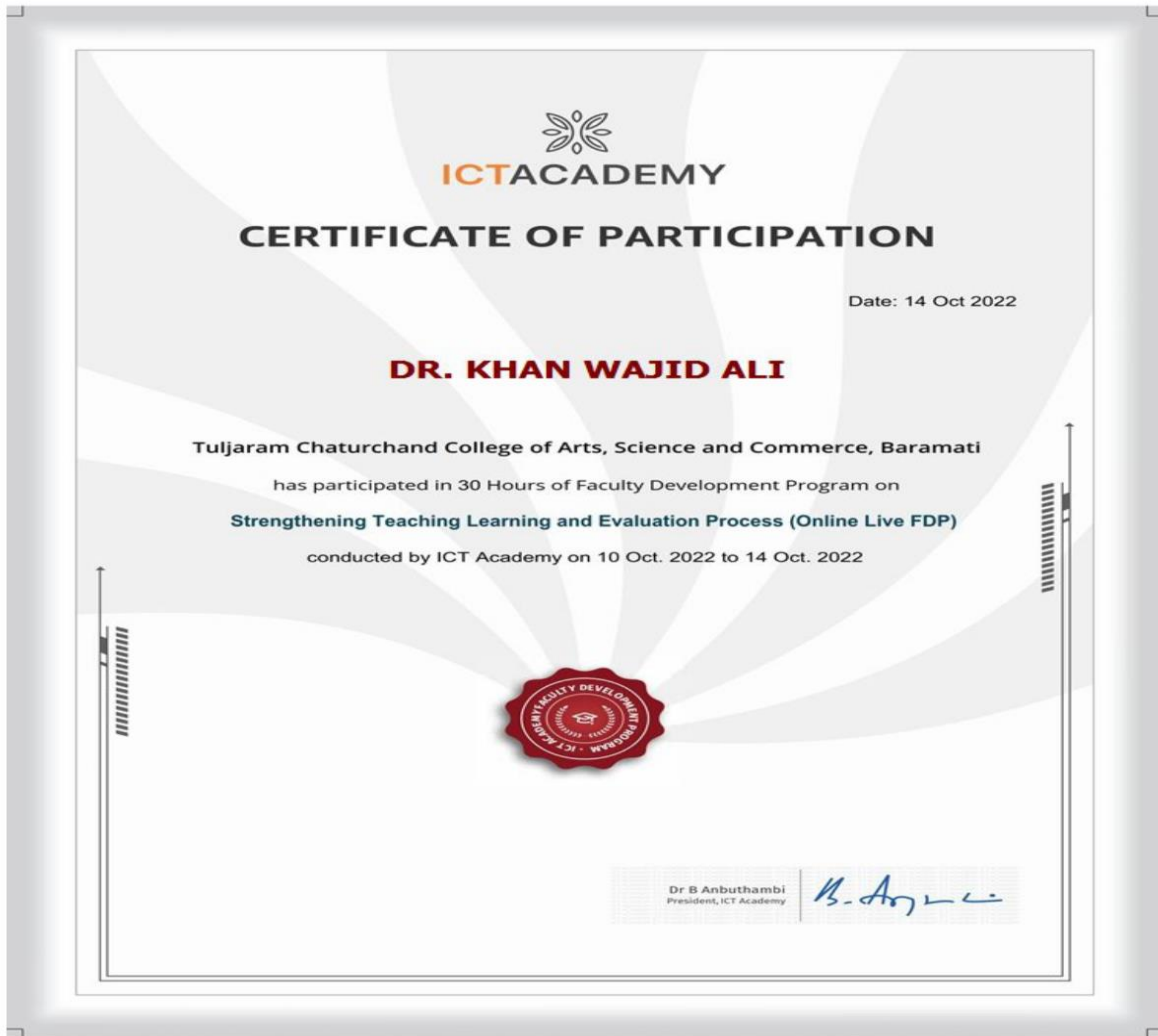 ICTACADEMY
CERTIFICATE OF PARTICIPATION
Date: 14 Oct 2022
DR. KHAN WAJID ALI
Tuljaram Chaturchand College of Arts, Science and Commerce, Baramati
has participated in 30 Hours of Faculty Development Program on
Strengthening Teaching Learning and Evaluation Process (Online Live FDP)
conducted by ICT Academy on 10 Oct. 2022 to 14 Oct. 2022
FACULTY DEVELOPMENT PROGRAM · ICT ACADEMY
Dr B Anbuthambi
President, ICT Academy